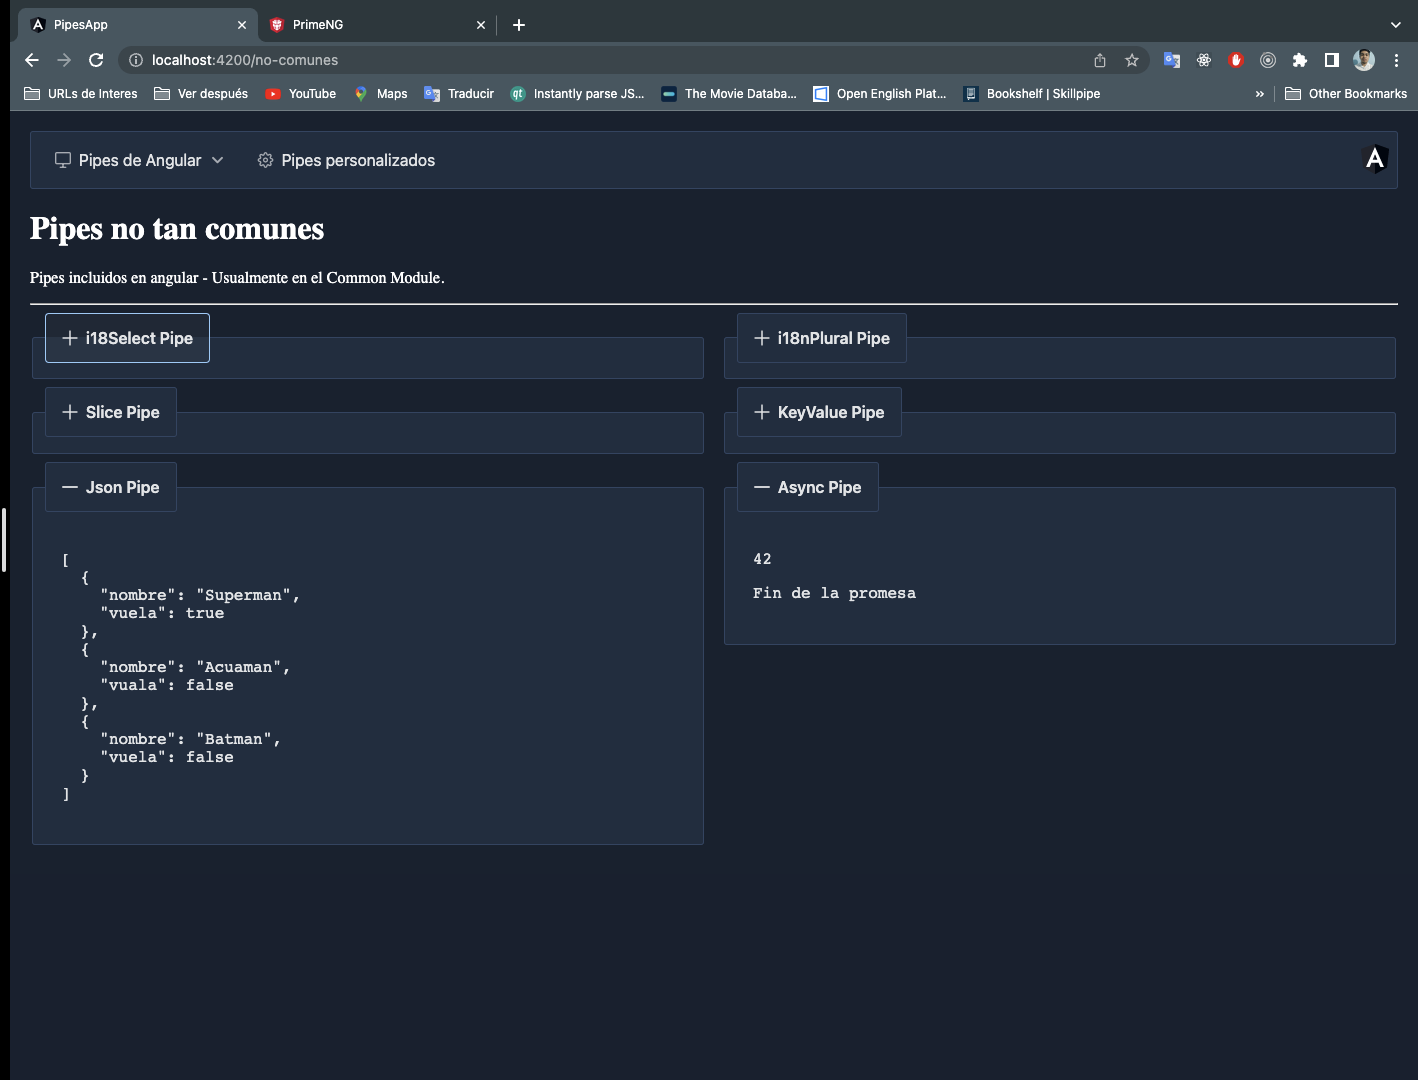 PipesApp
PrimeNG
localhost:4200/no-comunes
URLs de Interes
Ver después
YouTube
Maps
Traducir
Instantly parse JS...
The Movie Databa...
Open English Plat...
Bookshelf | Skillpipe
»
Other Bookmarks
Pipes de Angular
Pipes personalizados
Pipes no tan comunes
Pipes incluidos en angular - Usualmente en el Common Module.
i18Select Pipe
i18nPlural Pipe
Slice Pipe
KeyValue Pipe
Json Pipe
[
  {
    "nombre": "Superman",
    "vuela": true
  },
  {
    "nombre": "Acuaman",
    "vuala": false
  },
  {
    "nombre": "Batman",
    "vuela": false
  }
]
Async Pipe
42
Fin de la promesa